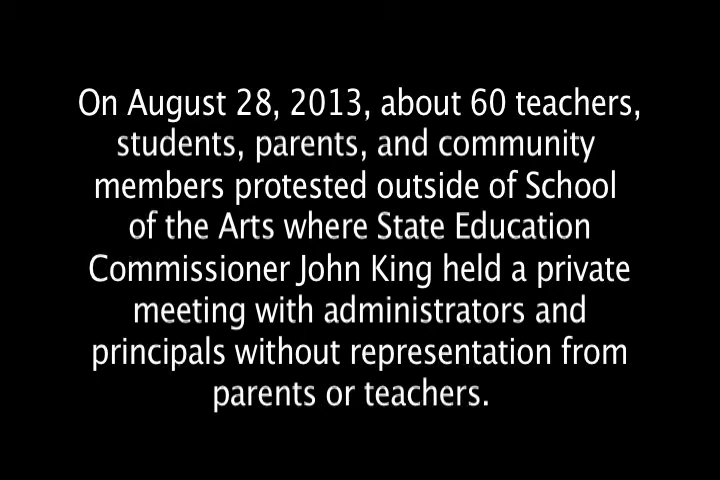 On August 28, 2013, about 60 teachers,
students, parents, and community
members protested outside of School
of the Arts where State Education
Commissioner John King held a private
meeting with administrators and
principals without representation from
parents or teachers.